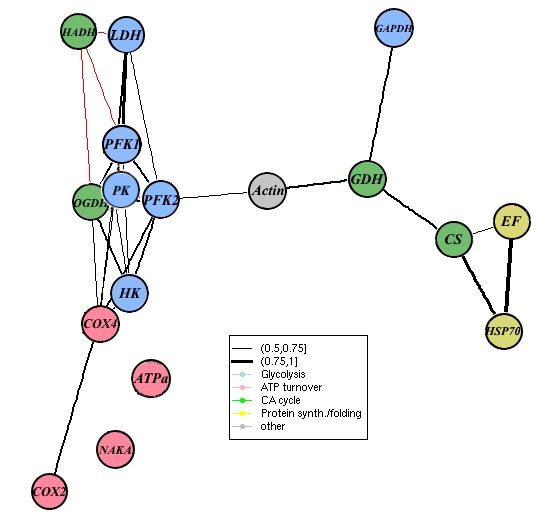 HADH
LDH
GAPDH
PFK1
PK
OGDH
PFK2
Actin
GDH
CS
EF
HK
COX4
HSP70
ATPa
NAKA
COX2
(0.5,0.75]
(0.75,1]
Glycolysis
ATP turnover
CA cycle
Protein synth./folding
other